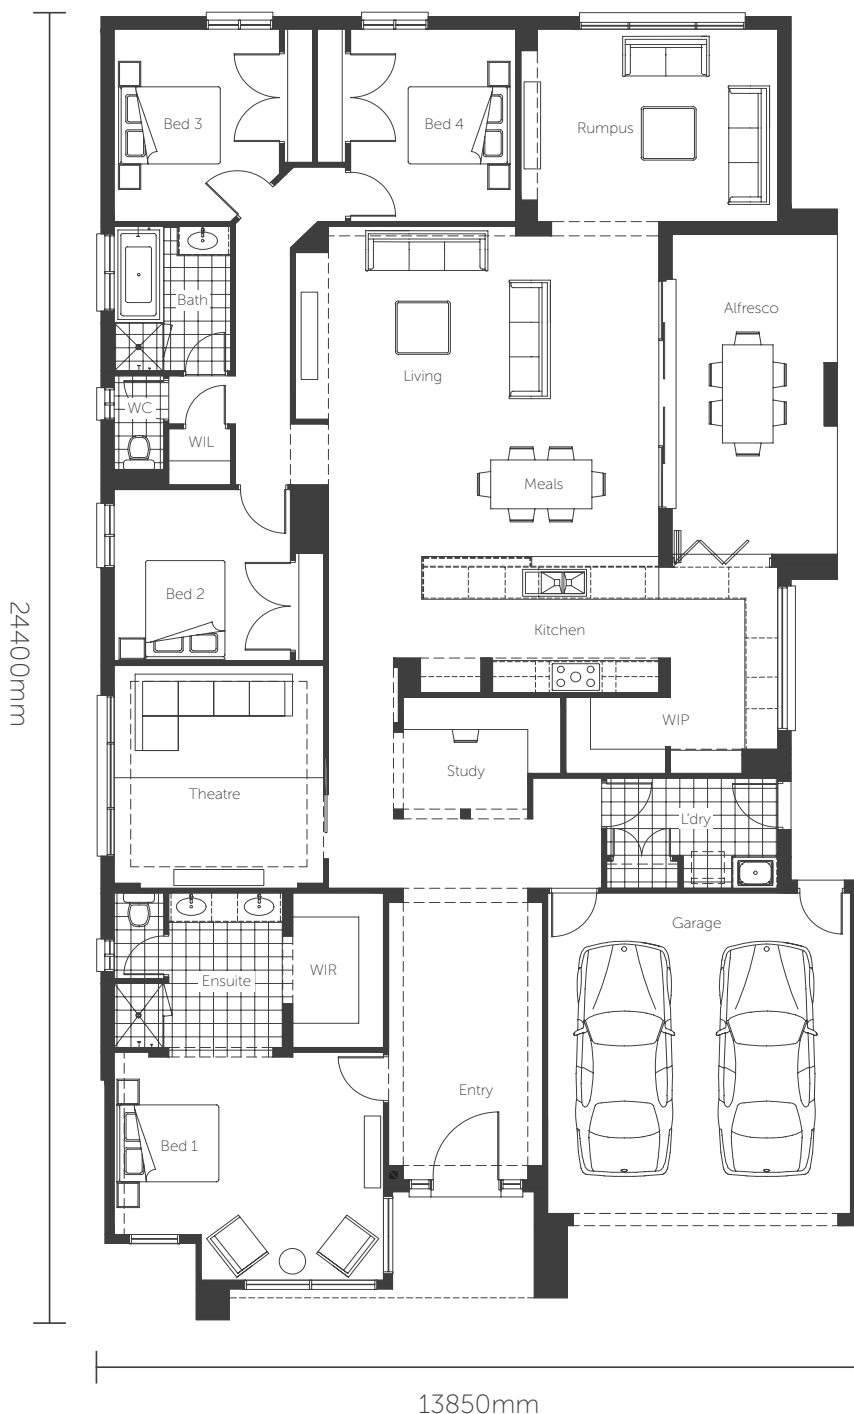 Bed 3
Bed 4
Rumpus
Bath
Alfresco
Living
WC
WIL
Meals
Bed 2
Kitchen
24400mm
WIP
Study
Theatre
L'dry
Garage
WIR
Ensuite
Entry
Bed 1
13850mm